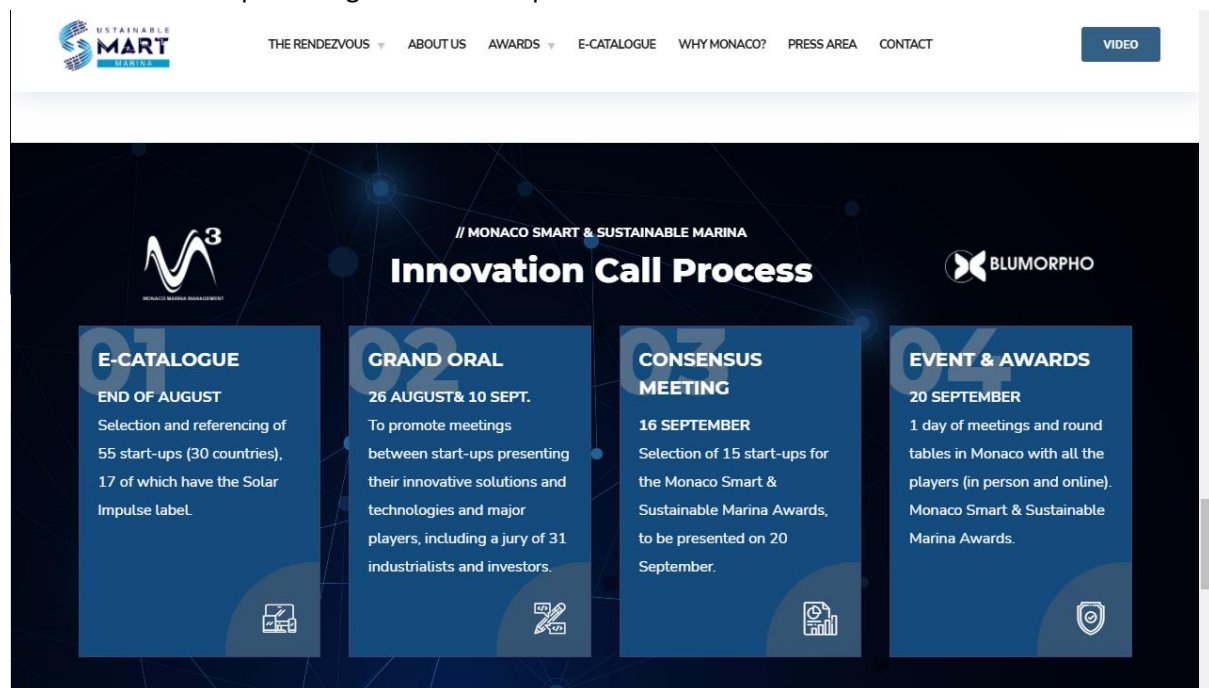 USTAINABLE
SMART
MARINA
THE RENDEZVOUS
ABOUT US
AWARDS
E-CATALOGUE
WHY MONACO?
PRESS AREA
CONTACT
VIDEO
M3
MONACO MARINA MANAGEMENT
// MONACO SMART & SUSTAINABLE MARINA
Innovation Call Process
BLUMORPHO
01
E-CATALOGUE
END OF AUGUST
Selection and referencing of
55 start-ups (30 countries),
17 of which have the Solar
Impulse label.
02
GRAND ORAL
26 AUGUST& 10 SEPT.
To promote meetings
between start-ups presenting
their innovative solutions and
technologies and major
players, including a jury of 31
industrialists and investors.
03
CONSENSUS
MEETING
16 SEPTEMBER
Selection of 15 start-ups for
the Monaco Smart &
Sustainable Marina Awards,
to be presented on 20
September.
04
EVENT & AWARDS
20 SEPTEMBER
1 day of meetings and round
tables in Monaco with all the
players (in person and online).
Monaco Smart & Sustainable
Marina Awards.